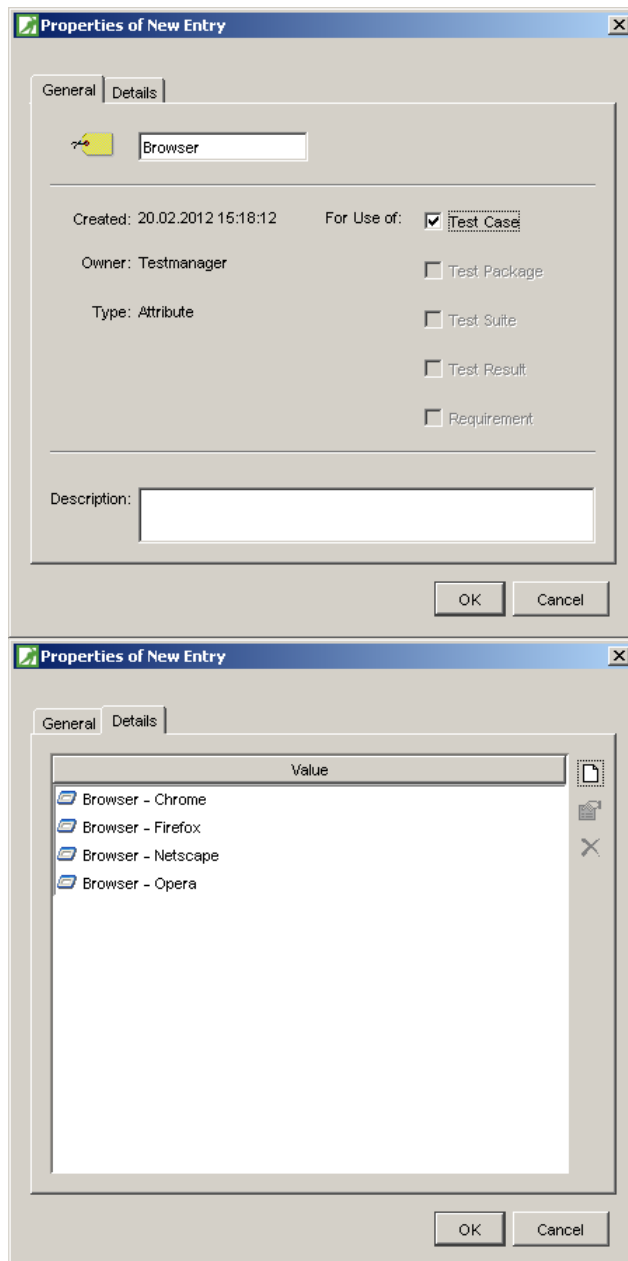 Properties of New Entry
General Details
Browser
Created: 20.02.2012 15:18:12 For Use of: Test Case
Owner: Testmanager Test Package
Type: Attribute Test Suite
Test Result
Requirement
Description:
OK Cancel
Properties of New Entry
General Details
Value
Browser - Chrome
Browser - Firefox
Browser - Netscape
Browser - Opera
OK Cancel